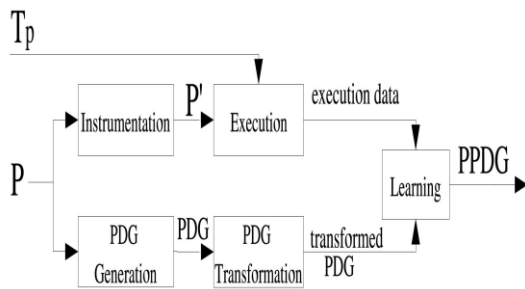 Tp
P'
execution data
Instrumentation
Execution
P
PPDG
Learning
PDG
Generation
PDG
PDG
Transformation
transformed
PDG